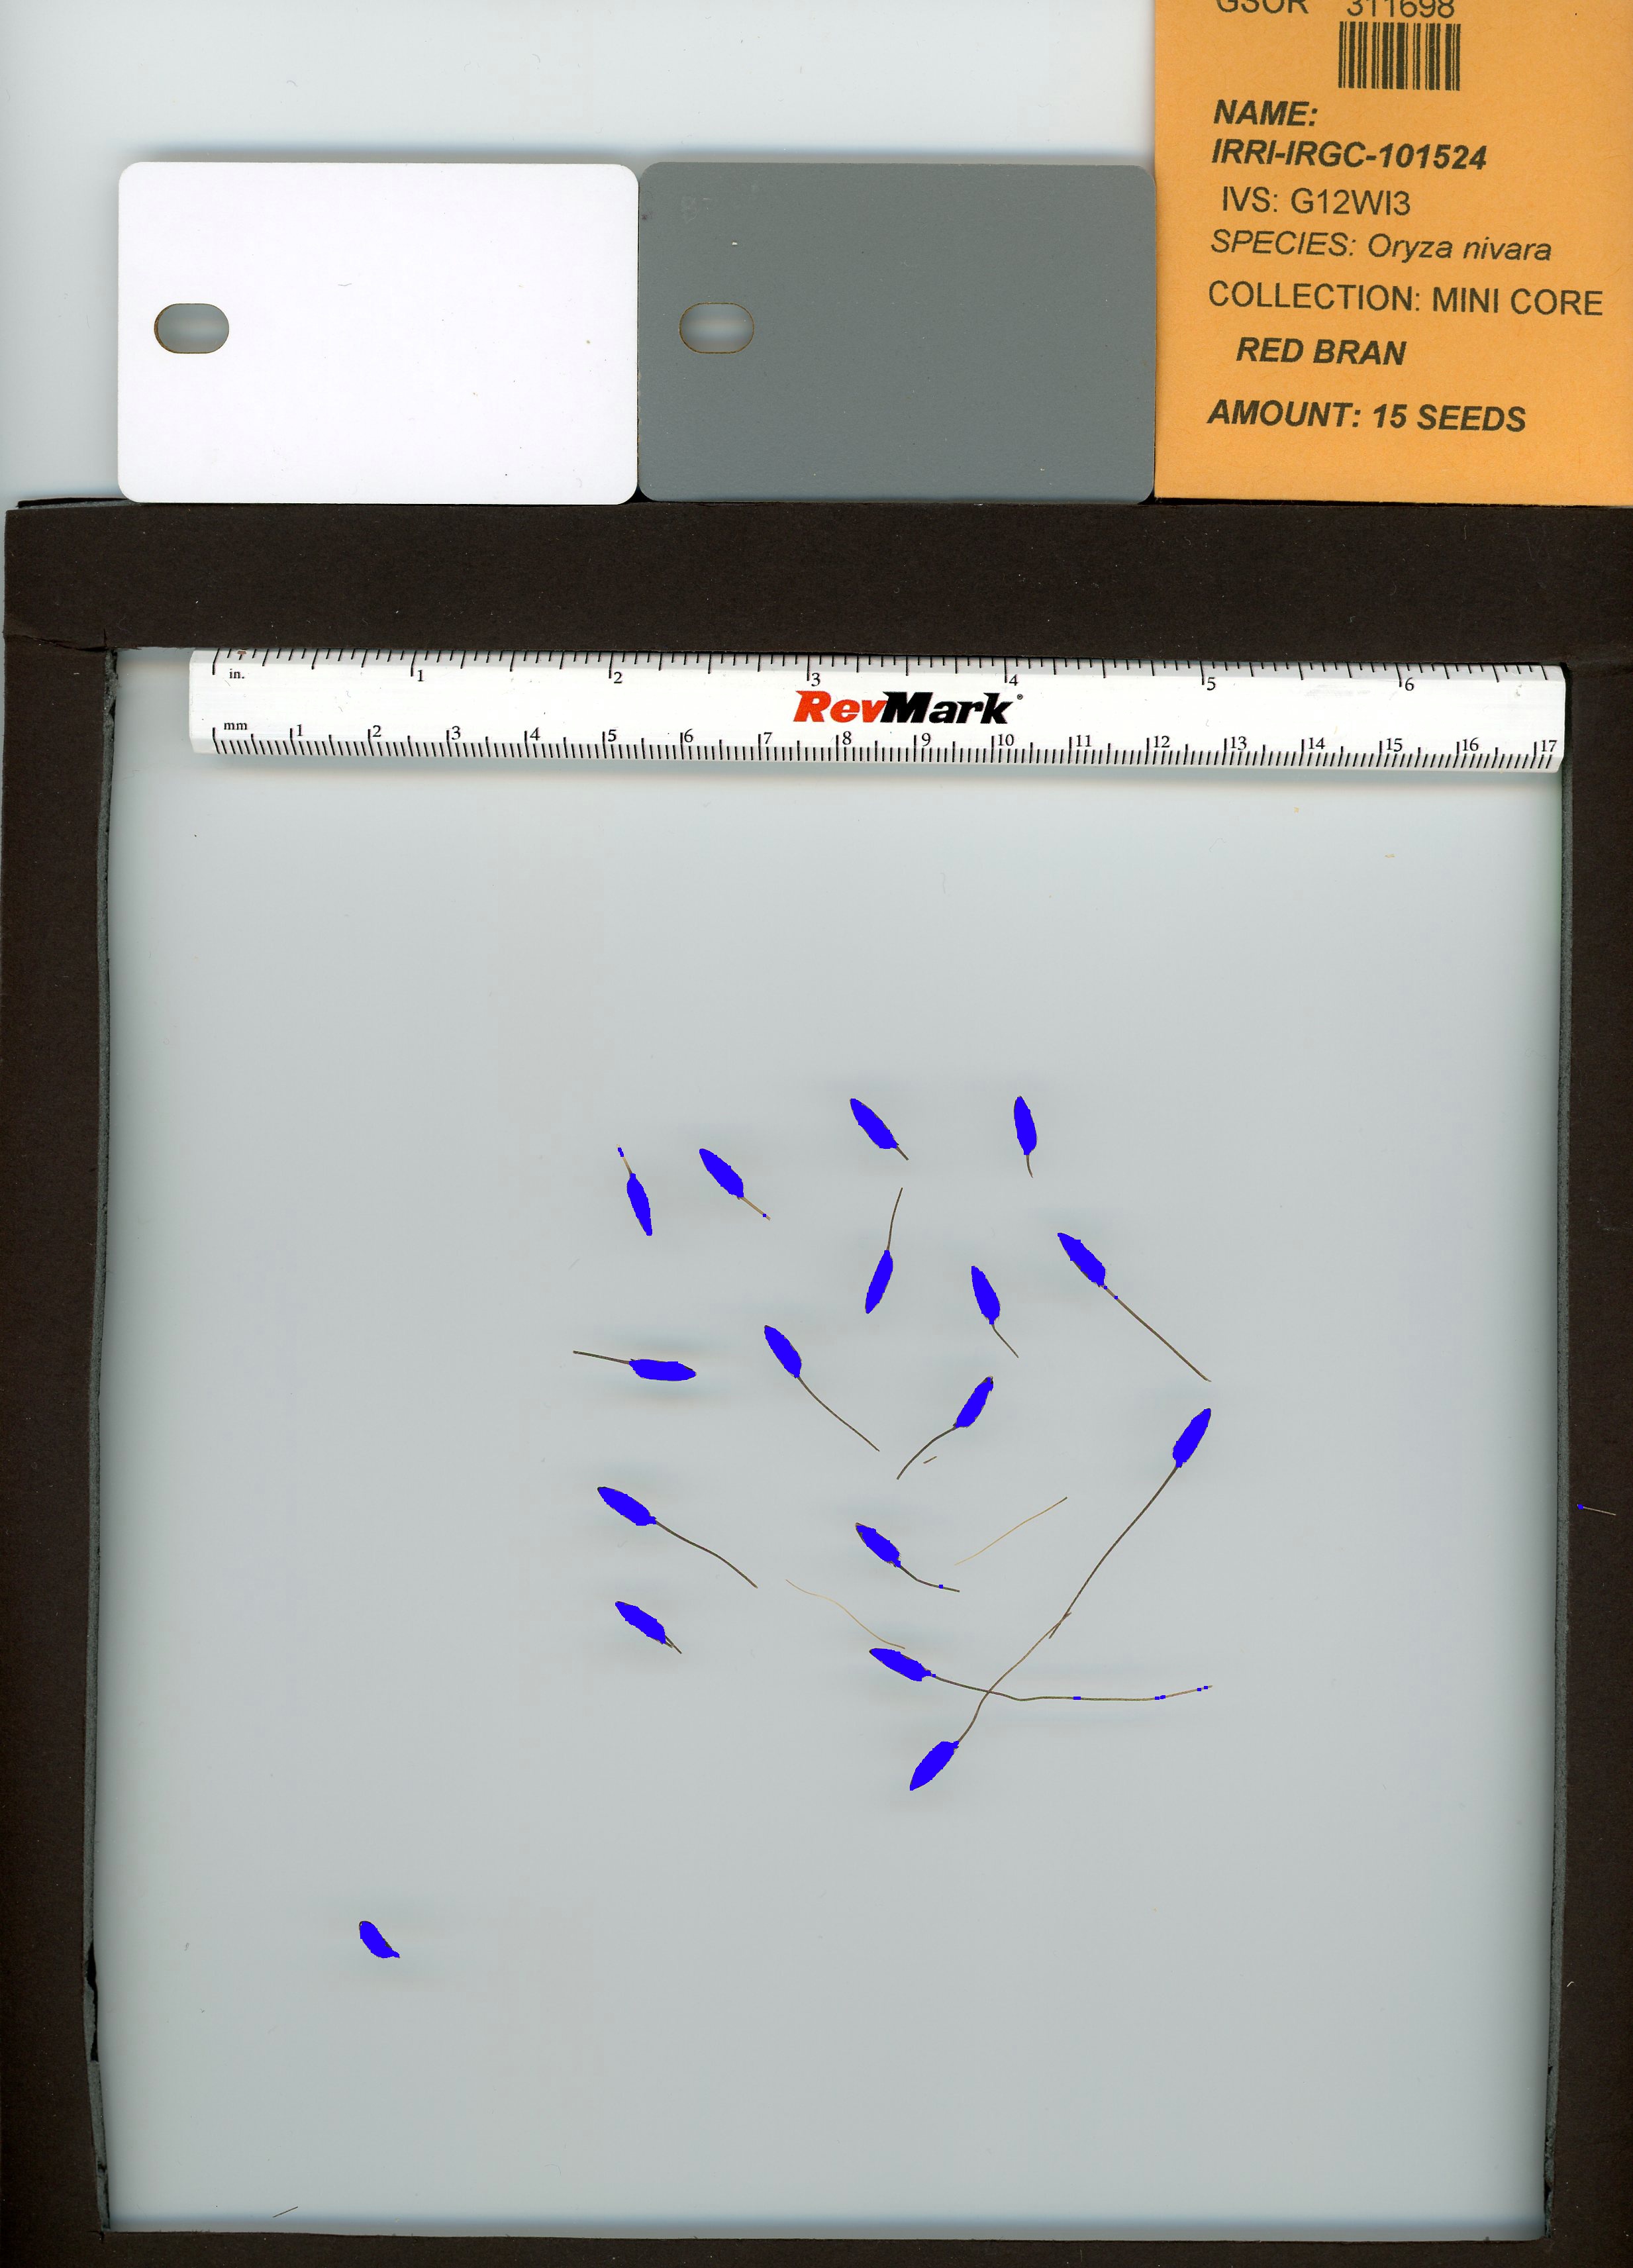 GSOR 311698
NAME:
IRRI-IRGC-101524
IVS: G12WI3
SPECIES: Oryza nivara
COLLECTION: MINI CORE
RED BRAN
AMOUNT: 15 SEEDS
in. 1 2 3 4 5 6
RevMark
mm 1 2 3 4 5 6 7 8 9 10 11 12 13 14 15 16 17